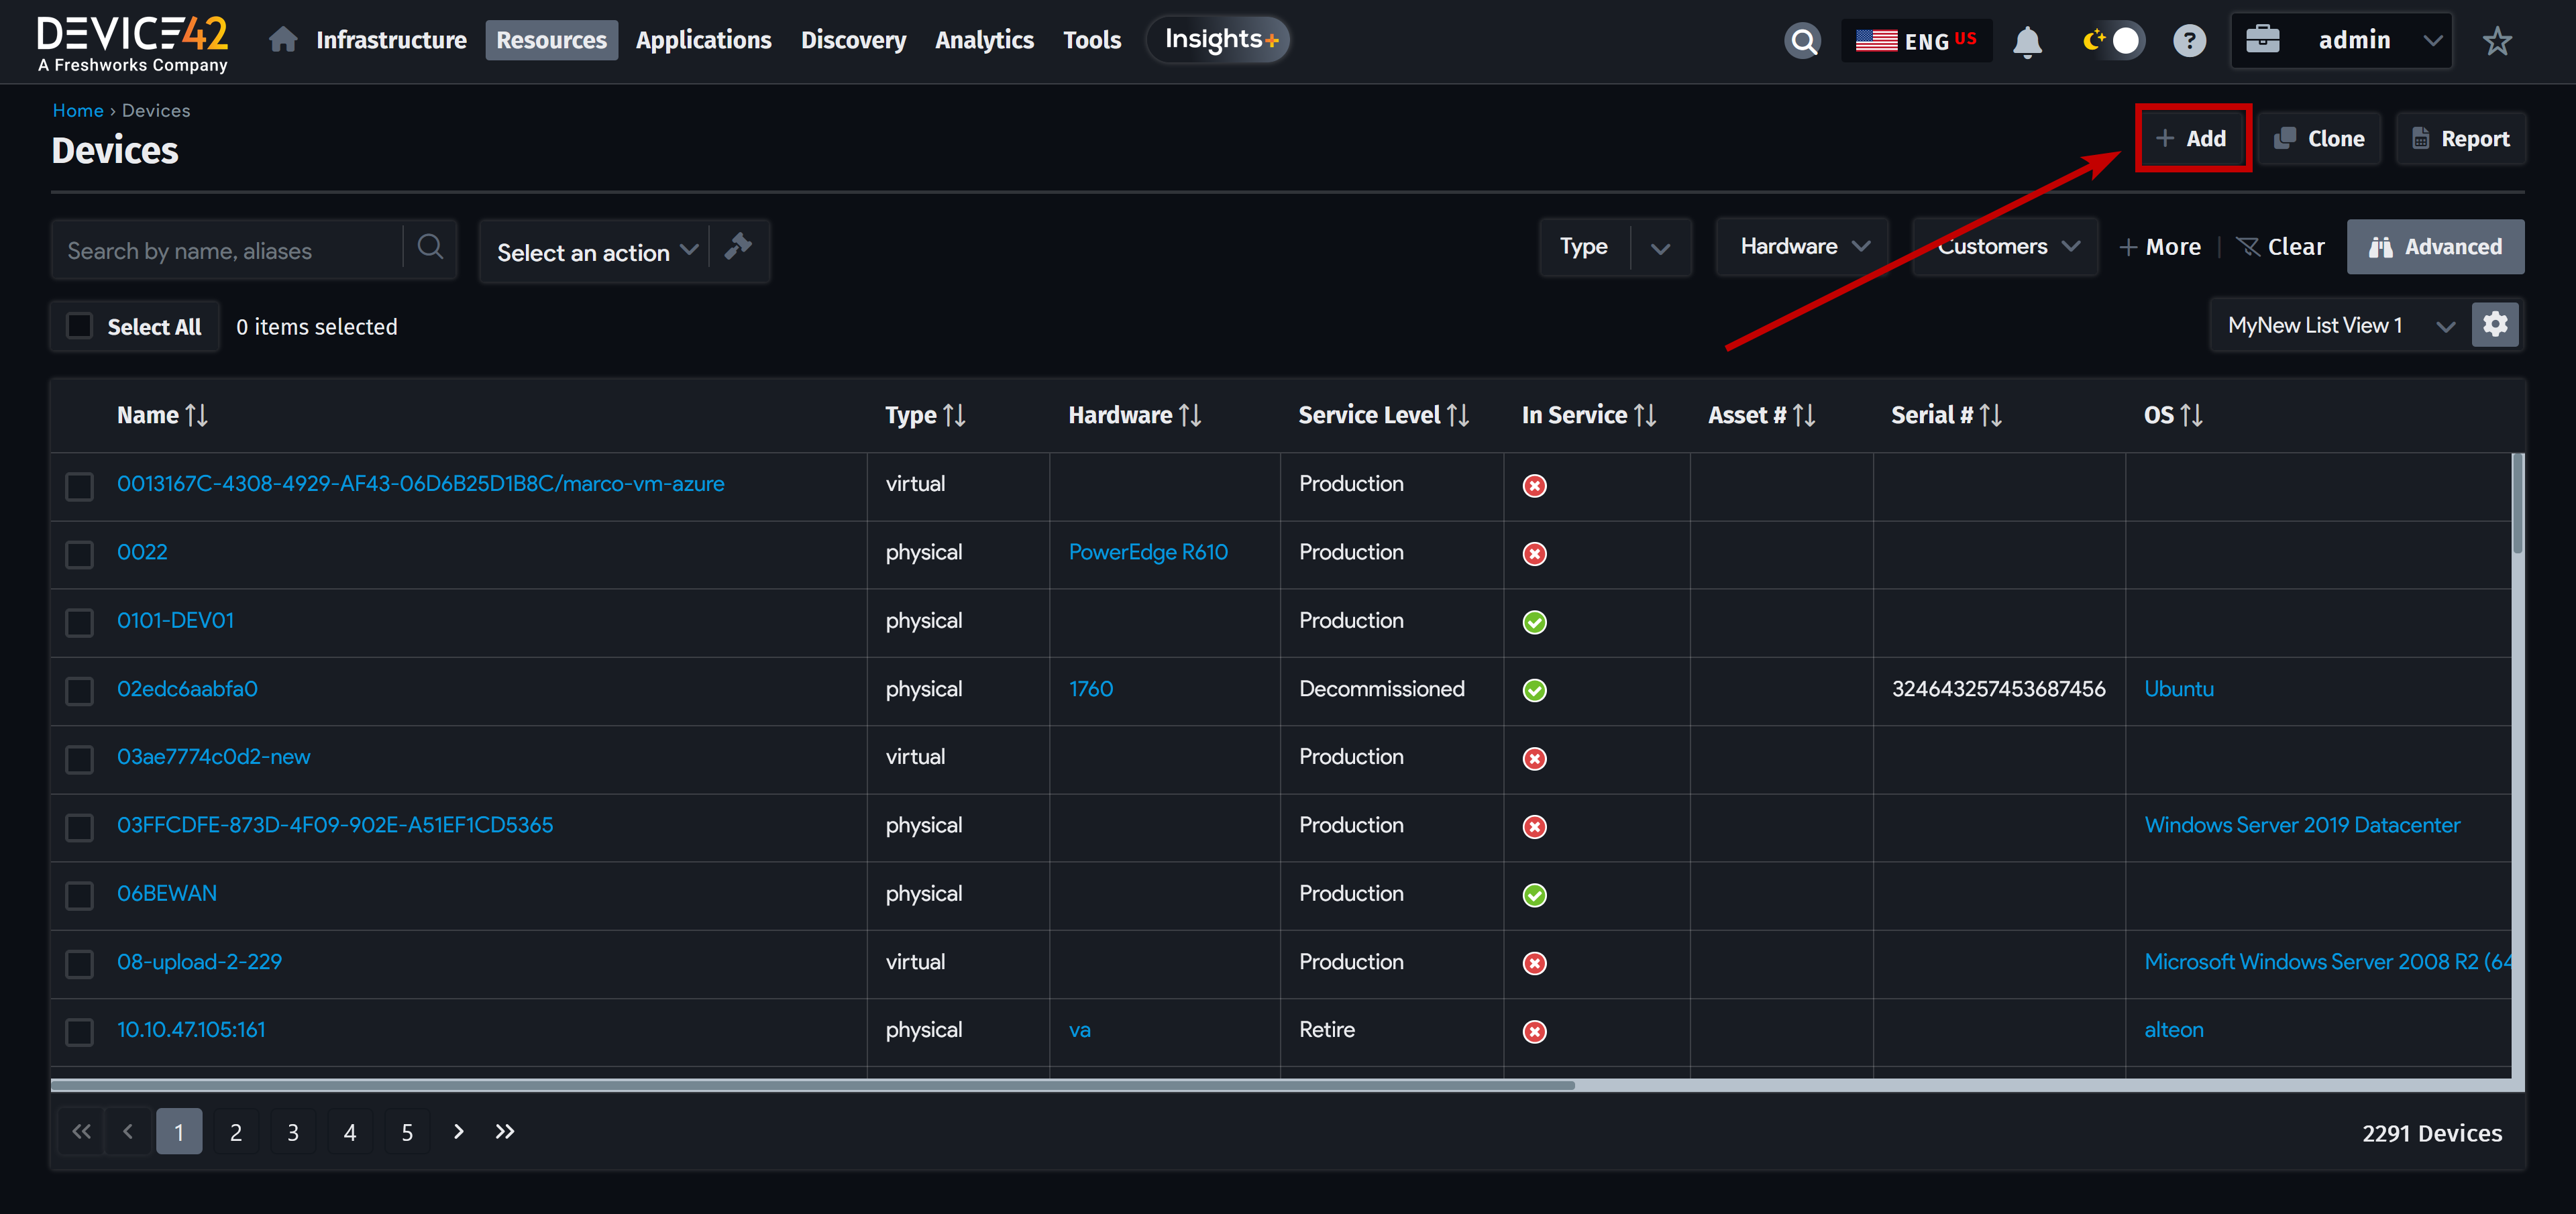 DEVICE42
A Freshworks Company
Infrastructure Resources Applications Discovery Analytics Tools Insights+
ENG US
? admin
Home › Devices
Devices
+ Add Clone Report
Search by name, aliases Select an action Type Hardware Customers + More | Clear Advanced
Select All 0 items selected MyNew List View 1
Name Type Hardware Service Level In Service Asset # Serial # OS
0013167C-4308-4929-AF43-06D6B25D1B8C/marco-vm-azure virtual Production
0022 physical PowerEdge R610 Production
0101-DEV01 physical Production
02edc6aabfa0 physical 1760 Decommissioned 324643257453687456 Ubuntu
03ae7774c0d2-new virtual Production
03FFCDFE-873D-4F09-902E-A51EF1CD5365 physical Production Windows Server 2019 Datacenter
06BEWAN physical Production
08-upload-2-229 virtual Production Microsoft Windows Server 2008 R2 (64
10.10.47.105:161 physical va Retire alteon
« ‹ 1 2 3 4 5 › » 2291 Devices